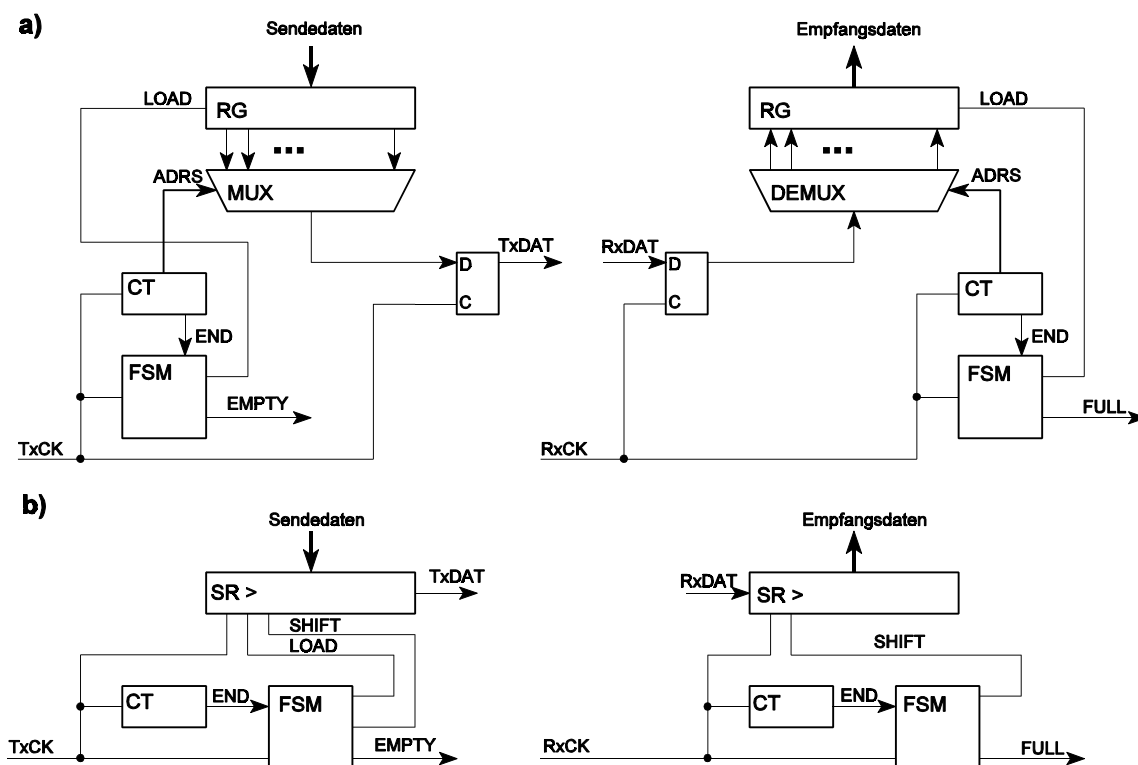 a)
Sendedaten
LOAD
RG
ADRS
MUX
TxDAT
D
C
CT
END
FSM
EMPTY
TxCK
Empfangsdaten
RG
LOAD
DEMUX
ADRS
RxDAT
D
C
CT
END
FSM
FULL
RxCK
b)
Sendedaten
SR >
TxDAT
SHIFT
LOAD
CT
END
FSM
TxCK
EMPTY
Empfangsdaten
RxDAT
SR >
SHIFT
CT
END
FSM
RxCK
FULL